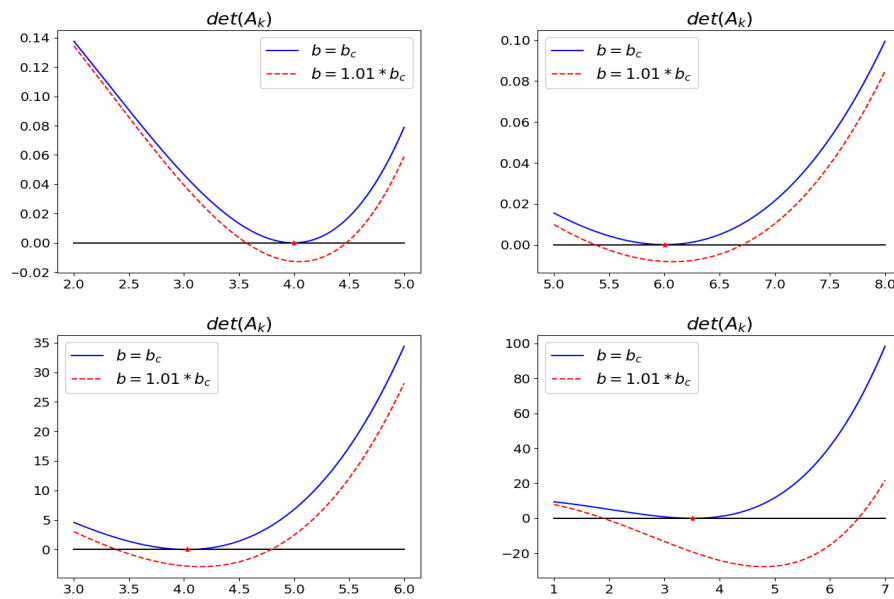 det(A_k)
0.14
0.12
0.10
0.08
0.06
0.04
0.02
0.00
−0.02
b = b_c
b = 1.01 * b_c
2.0 2.5 3.0 3.5 4.0 4.5 5.0
det(A_k)
0.10
0.08
0.06
0.04
0.02
0.00
b = b_c
b = 1.01 * b_c
5.0 5.5 6.0 6.5 7.0 7.5 8.0
det(A_k)
35
30
25
20
15
10
5
0
b = b_c
b = 1.01 * b_c
3.0 3.5 4.0 4.5 5.0 5.5 6.0
det(A_k)
100
80
60
40
20
0
−20
b = b_c
b = 1.01 * b_c
1 2 3 4 5 6 7